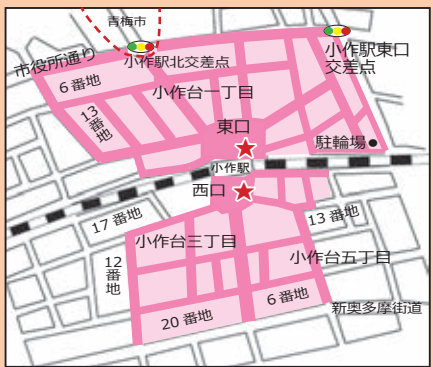 青梅市
市役所通り
小作駅北交差点
小作駅東口
交差点
6番地
小作台一丁目
13番地
東口
駐輪場
小作駅
西口
17番地
13番地
小作台三丁目
小作台五丁目
12番地
6番地
20番地
新奥多摩街道